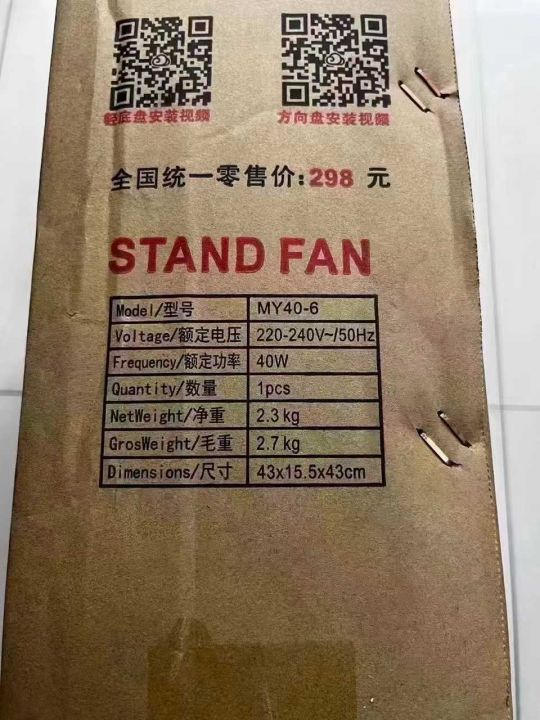 轻底盘安装视频 方向盘安装视频
全国统一零售价:298 元
STAND FAN
Model/型号 MY40-6
Voltage/额定电压 220-240V~/50Hz
Frequency/额定功率 40W
Quantity/数量 1pcs
NetWeight/净重 2.3kg
GrosWeight/毛重 2.7kg
Dimensions/尺寸 43x15.5x43cm